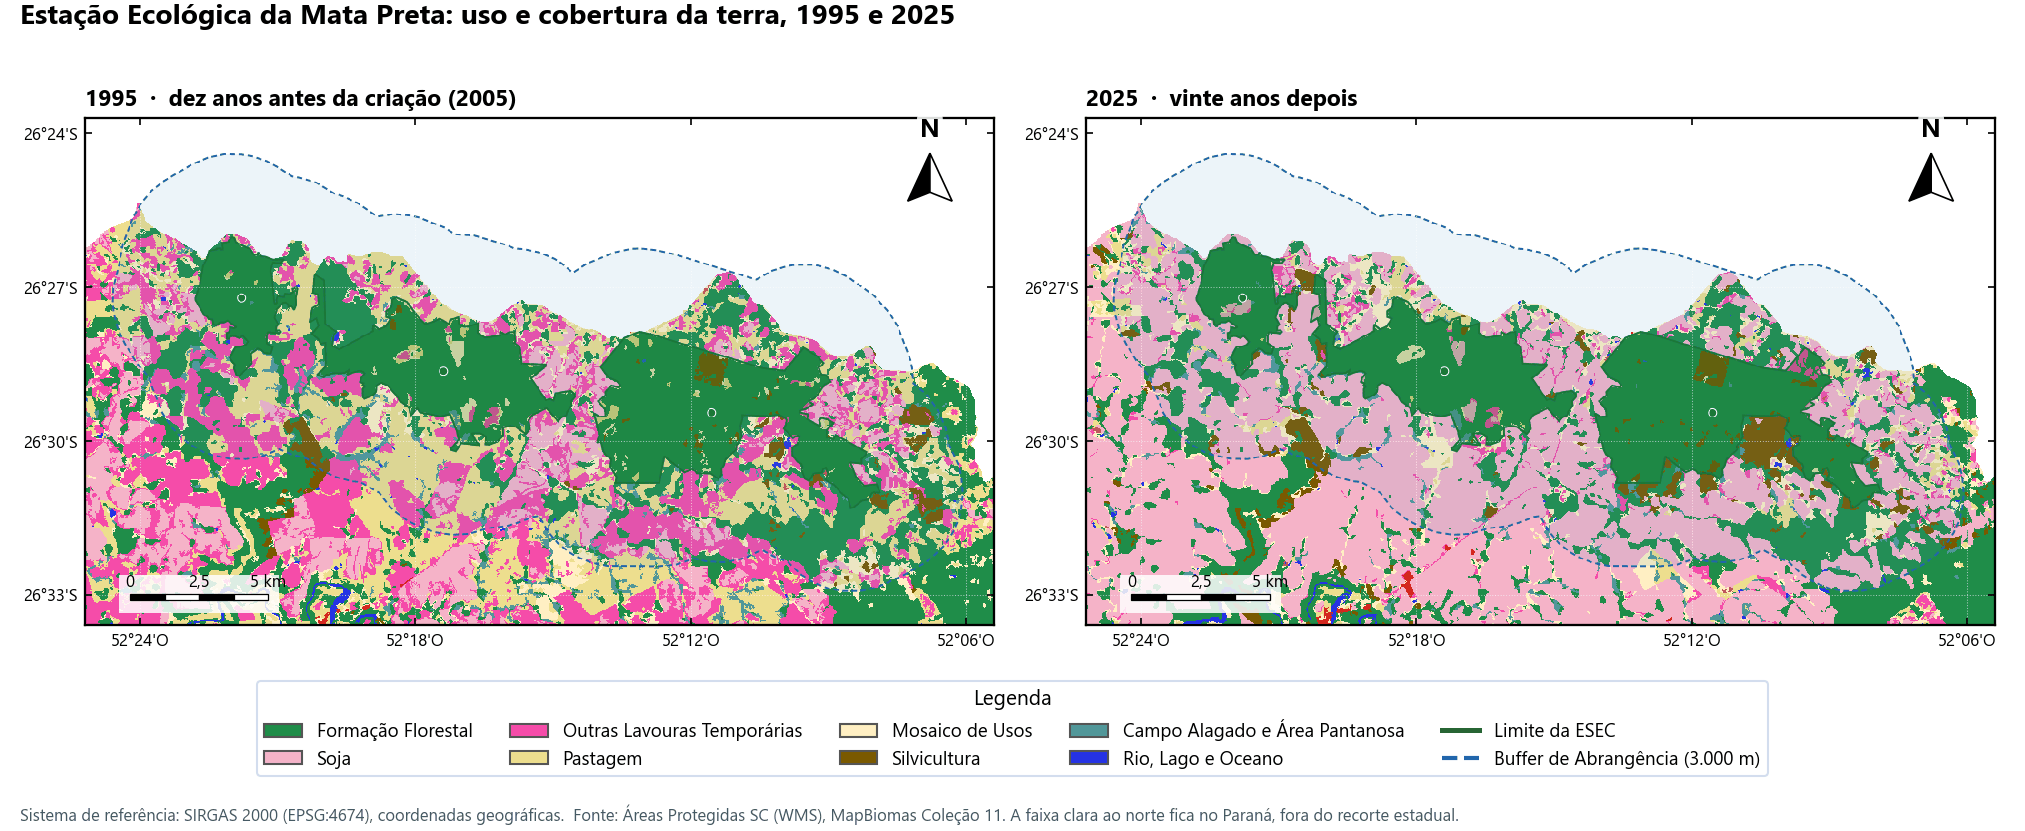 Estação Ecológica da Mata Preta: uso e cobertura da terra, 1995 e 2025
1995 · dez anos antes da criação (2005)
26°24'S
26°27'S
26°30'S
26°33'S
N
0 2,5 5 km
52°24'O 52°18'O 52°12'O 52°06'O
2025 · vinte anos depois
26°24'S
26°27'S
26°30'S
26°33'S
N
0 2,5 5 km
52°24'O 52°18'O 52°12'O 52°06'O
Legenda
Formação Florestal Outras Lavouras Temporárias Mosaico de Usos Campo Alagado e Área Pantanosa Limite da ESEC
Soja Pastagem Silvicultura Rio, Lago e Oceano Buffer de Abrangência (3.000 m)
Sistema de referência: SIRGAS 2000 (EPSG:4674), coordenadas geográficas. Fonte: Áreas Protegidas SC (WMS), MapBiomas Coleção 11. A faixa clara ao norte fica no Paraná, fora do recorte estadual.